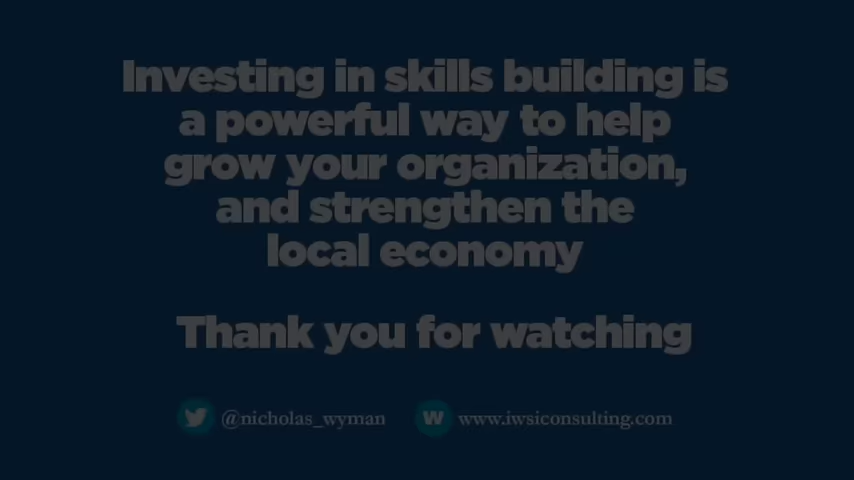 Investing in skills building is
a powerful way to help
grow your organization,
and strengthen the
local economy
Thank you for watching
@nicholas_wyman
W www.iwsiconsulting.com